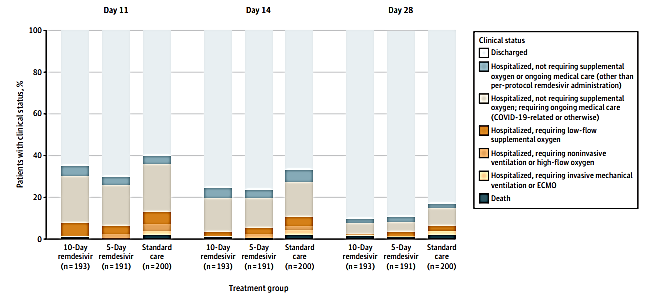 Day 11
Day 14
Day 28
100
80
60
40
20
0
Patients with clinical status, %
10-Day
remdesivir
(n=193)
5-Day
remdesivir
(n=191)
Standard
care
(n=200)
10-Day
remdesivir
(n=193)
5-Day
remdesivir
(n=191)
Standard
care
(n=200)
10-Day
remdesivir
(n=193)
5-Day
remdesivir
(n=191)
Standard
care
(n=200)
Treatment group
Clinical status
Discharged
Hospitalized, not requiring supplemental
oxygen or ongoing medical care (other than
per-protocol remdesivir administration)
Hospitalized, not requiring supplemental
oxygen; requiring ongoing medical care
(COVID-19-related or otherwise)
Hospitalized, requiring low-flow
supplemental oxygen
Hospitalized, requiring noninvasive
ventilation or high-flow oxygen
Hospitalized, requiring invasive mechanical
ventilation or ECMO
Death